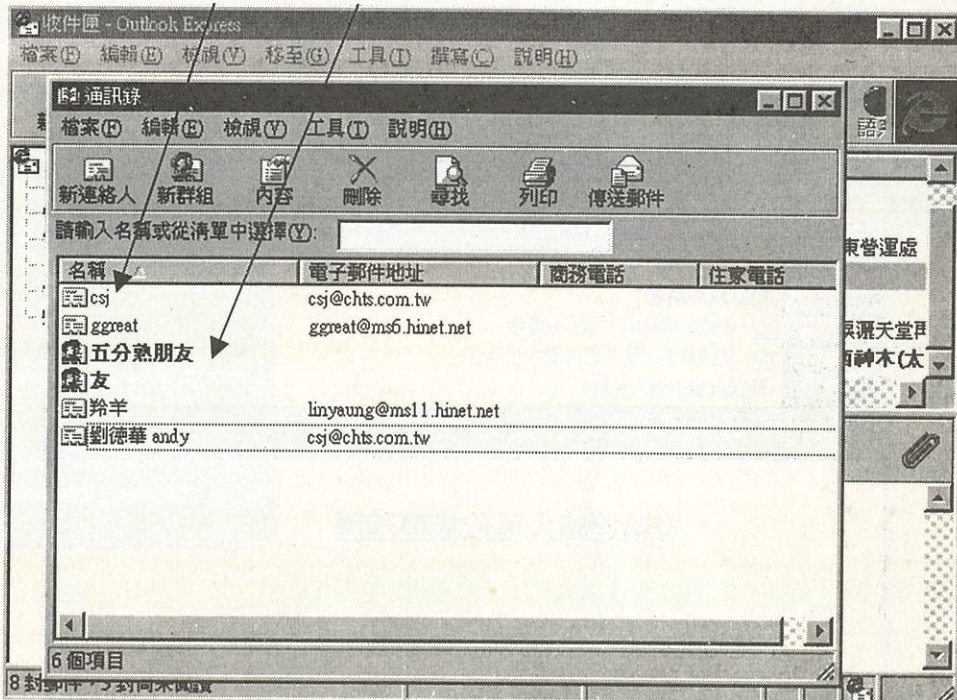 收件匣 - Outlook Express
檔案(F) 編輯(E) 檢視(V) 移至(G) 工具(T) 撰寫(C) 說明(H)
通訊錄
檔案(F) 編輯(E) 檢視(V) 工具(T) 說明(H)
新連絡人 新群組 內容 刪除 尋找 列印 傳送郵件
請輸入名稱或從清單中選擇(Y):
名稱 電子郵件地址 商務電話 住家電話
csj csj@chts.com.tw
ggreat ggreat@ms6.hinet.net
五分熟朋友
友
羚羊 linyaung@ms11.hinet.net
劉德華 andy csj@chts.com.tw
東營運處
神木(太
6 個項目
8 封郵件，